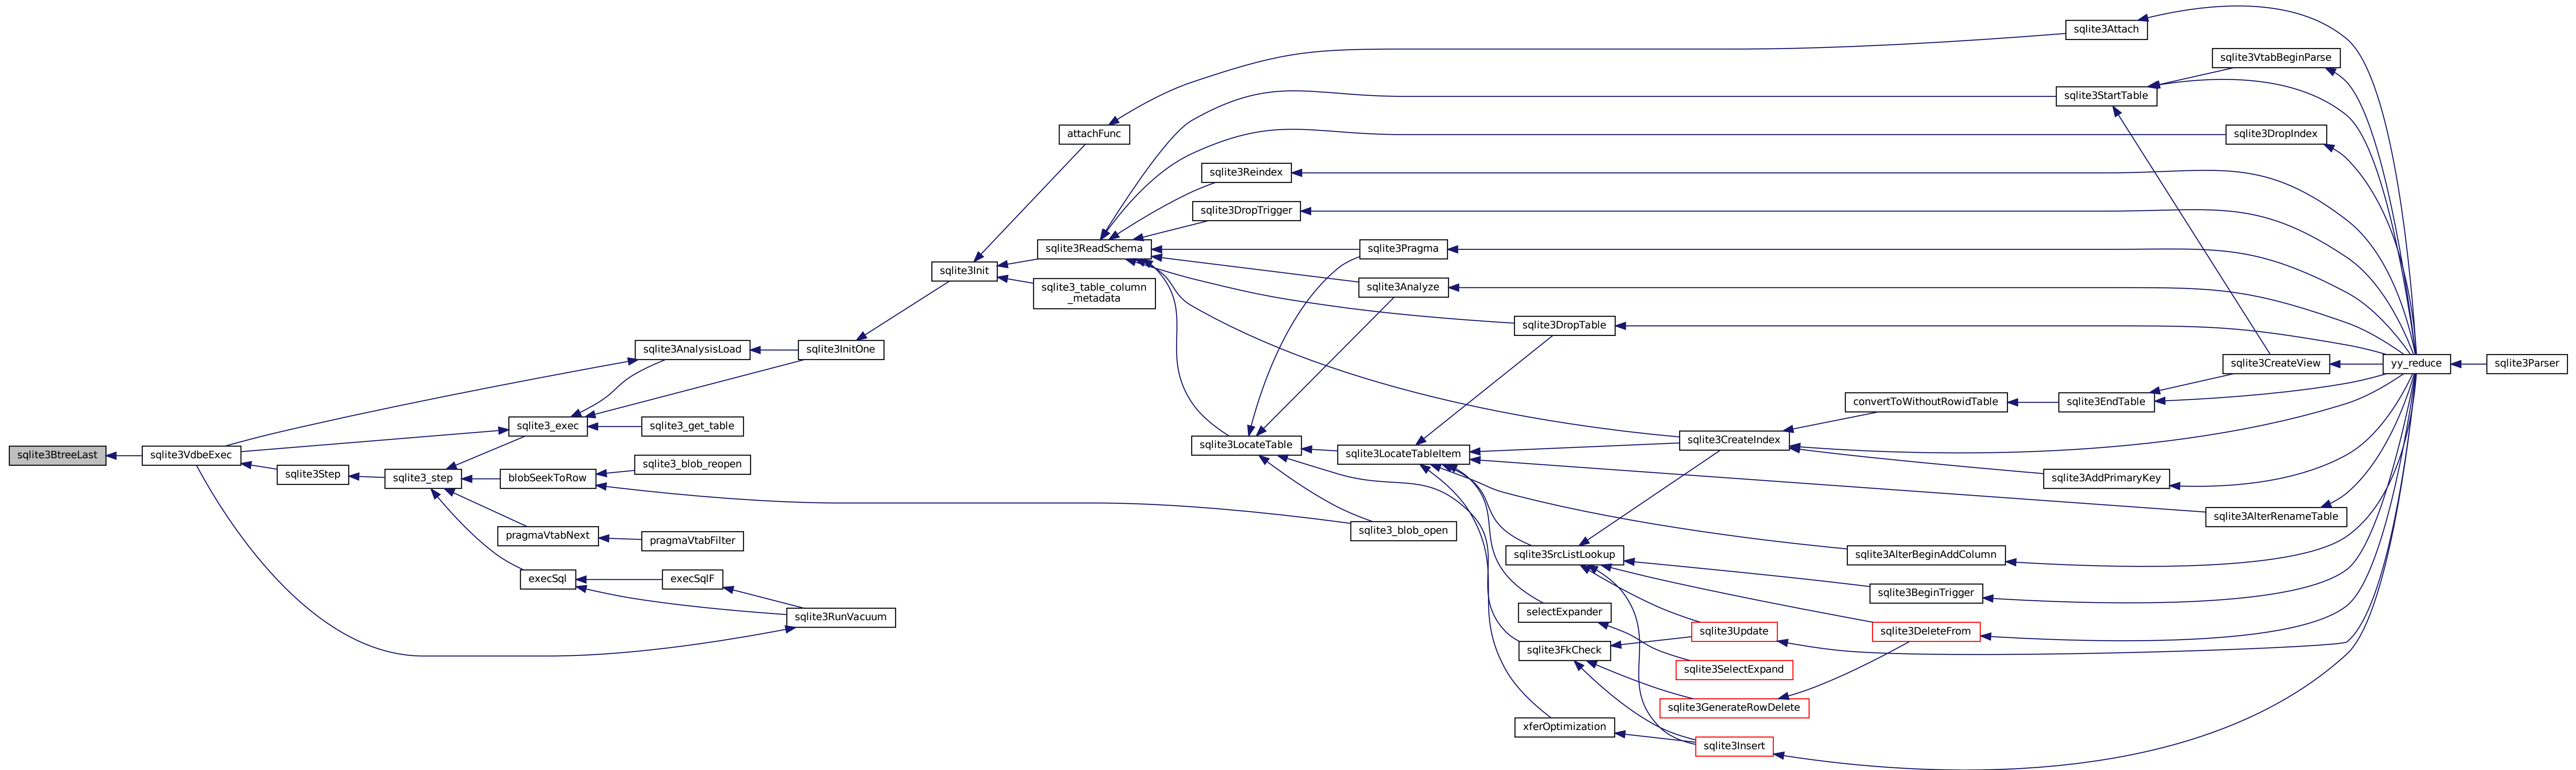 sqlite3BtreeLast
sqlite3VdbeExec
sqlite3Step
sqlite3_step
sqlite3AnalysisLoad
sqlite3_exec
sqlite3_get_table
blobSeekToRow
sqlite3_blob_reopen
pragmaVtabNext
pragmaVtabFilter
execSql
execSqlF
sqlite3RunVacuum
sqlite3InitOne
sqlite3Init
attachFunc
sqlite3ReadSchema
sqlite3_table_column
_metadata
sqlite3Reindex
sqlite3DropTrigger
sqlite3LocateTable
sqlite3Pragma
sqlite3Analyze
sqlite3LocateTableItem
sqlite3_blob_open
sqlite3DropTable
sqlite3SrcListLookup
selectExpander
sqlite3FkCheck
xferOptimization
sqlite3CreateIndex
sqlite3Update
sqlite3SelectExpand
sqlite3GenerateRowDelete
sqlite3Insert
convertToWithoutRowidTable
sqlite3AlterBeginAddColumn
sqlite3BeginTrigger
sqlite3DeleteFrom
sqlite3Attach
sqlite3StartTable
sqlite3EndTable
sqlite3AddPrimaryKey
sqlite3VtabBeginParse
sqlite3DropIndex
sqlite3CreateView
sqlite3AlterRenameTable
yy_reduce
sqlite3Parser